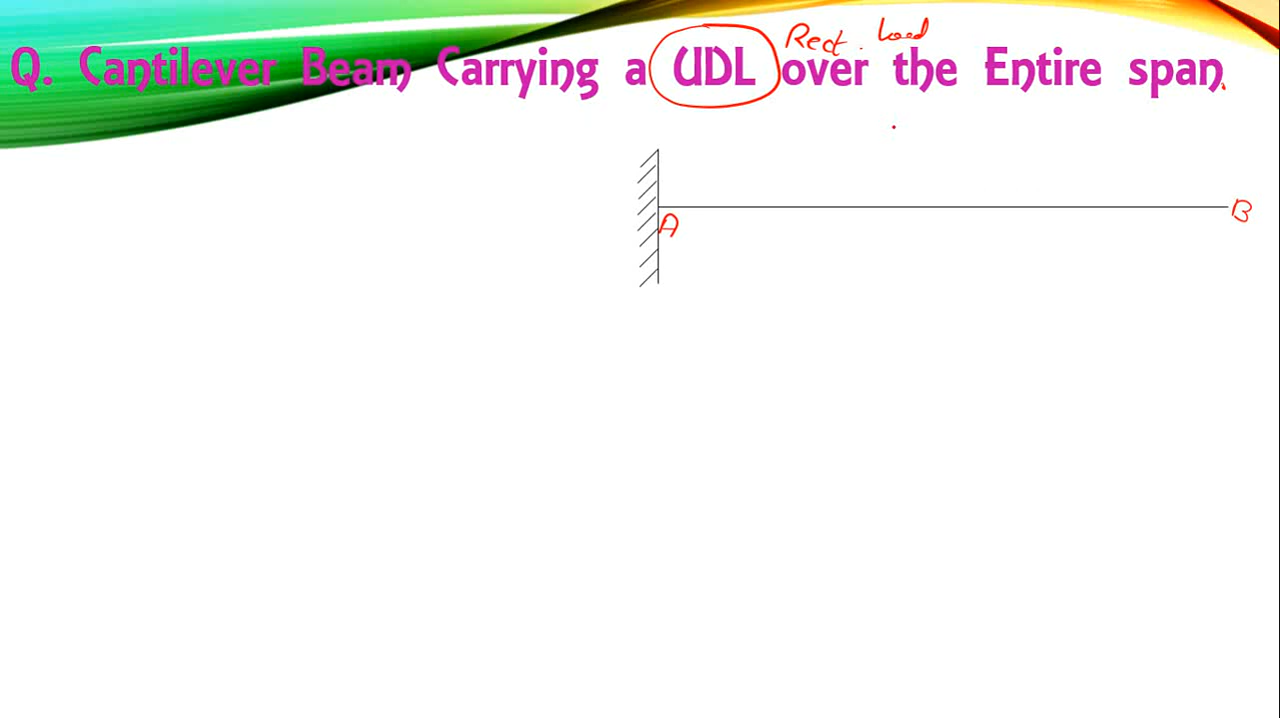 Rect. Load
Q. Cantilever Beam Carrying a UDL over the Entire span.
A
B